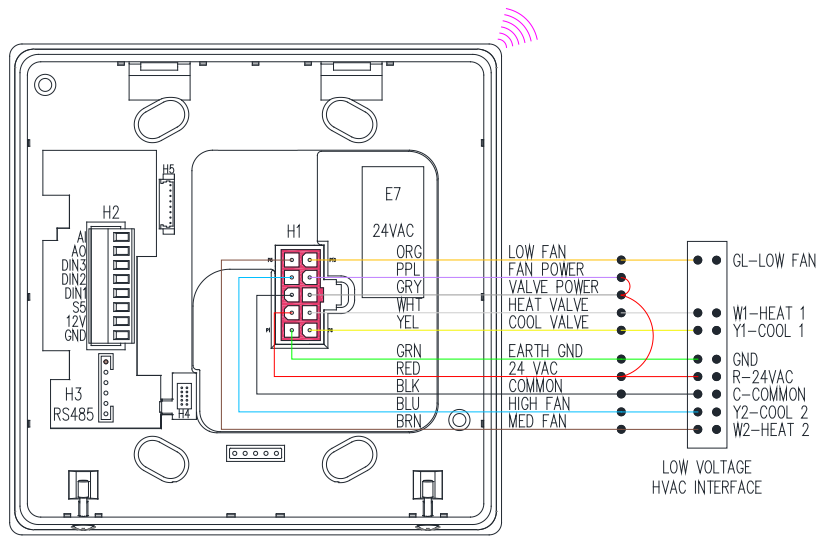 H5
H2
AI
AO
DIN3
DIN2
DIN1
S5
12V
GND
H3
RS485
H4
H1
E7
24VAC
ORG LOW FAN GL-LOW FAN
PPL FAN POWER
GRY VALVE POWER
WHT HEAT VALVE W1-HEAT 1
YEL COOL VALVE Y1-COOL 1
GRN EARTH GND GND
RED 24 VAC R-24VAC
BLK COMMON C-COMMON
BLU HIGH FAN Y2-COOL 2
BRN MED FAN W2-HEAT 2
LOW VOLTAGE
HVAC INTERFACE